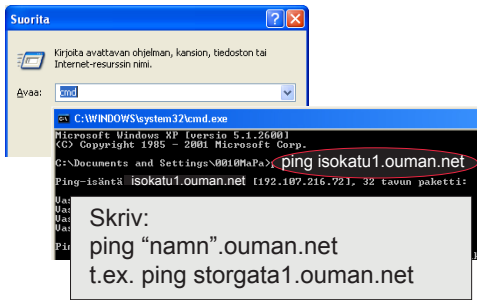 Suorita
Kirjoita avattavan ohjelman, kansion, tiedoston tai
Internet-resurssin nimi.
Avaa: cmd
C:\WINDOWS\system32\cmd.exe
Microsoft Windows XP [versio 5.1.2600]
(C) Copyright 1985 - 2001 Microsoft Corp.
C:\Documents and Settings\0010MaPa> ping isokatu1.ouman.net
Ping-isäntä isokatu1.ouman.net [192.107.216.72], 32 tavun paketti:
Skriv:
ping “namn”.ouman.net
t.ex. ping storgata1.ouman.net